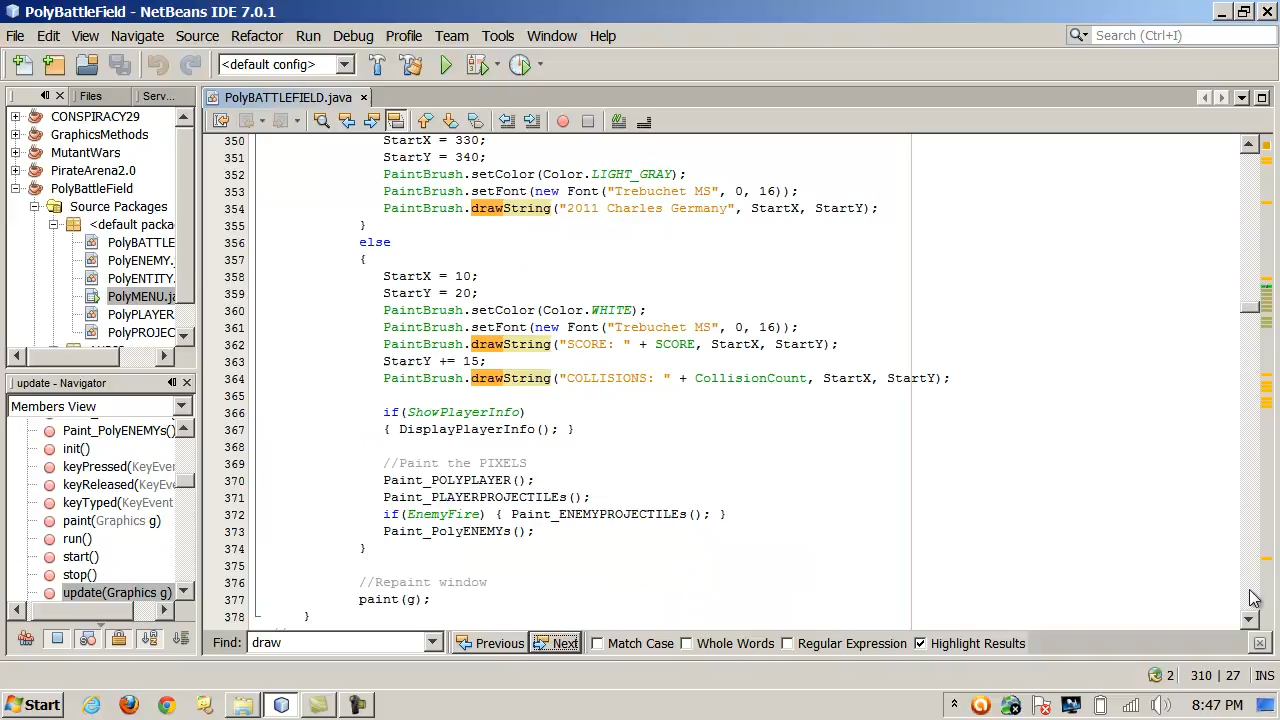 PolyBattleField - NetBeans IDE 7.0.1
File Edit View Navigate Source Refactor Run Debug Profile Team Tools Window Help
Search (Ctrl+I)
<default config>
Files Serv...
PolyBATTLEFIELD.java
CONSPIRACY29
GraphicsMethods
MutantWars
PirateArena2.0
PolyBattleField
Source Packages
<default packa
PolyBATTLE
PolyENEMY.
PolyENTITY.
PolyMENU.ja
PolyPLAYER
PolyPROJEC
update - Navigator
Members View
Paint_PolyENEMYs()
init()
keyPressed(KeyEven
keyReleased(KeyEve
keyTyped(KeyEvent
paint(Graphics g)
run()
start()
stop()
update(Graphics g)
350 StartX = 330;
351 StartY = 340;
352 PaintBrush.setColor(Color.LIGHT_GRAY);
353 PaintBrush.setFont(new Font("Trebuchet MS", 0, 16));
354 PaintBrush.drawString("2011 Charles Germany", StartX, StartY);
355 }
356 else
357 {
358 StartX = 10;
359 StartY = 20;
360 PaintBrush.setColor(Color.WHITE);
361 PaintBrush.setFont(new Font("Trebuchet MS", 0, 16));
362 PaintBrush.drawString("SCORE: " + SCORE, StartX, StartY);
363 StartY += 15;
364 PaintBrush.drawString("COLLISIONS: " + CollisionCount, StartX, StartY);
365
366 if(ShowPlayerInfo)
367 { DisplayPlayerInfo(); }
368
369 //Paint the PIXELS
370 Paint_POLYPLAYER();
371 Paint_PLAYERPROJECTILEs();
372 if(EnemyFire) { Paint_ENEMYPROJECTILEs(); }
373 Paint_PolyENEMYs();
374 }
375
376 //Repaint window
377 paint(g);
378 }
Find: draw Previous Next Match Case Whole Words Regular Expression Highlight Results
2 310 | 27 INS
Start 8:47 PM